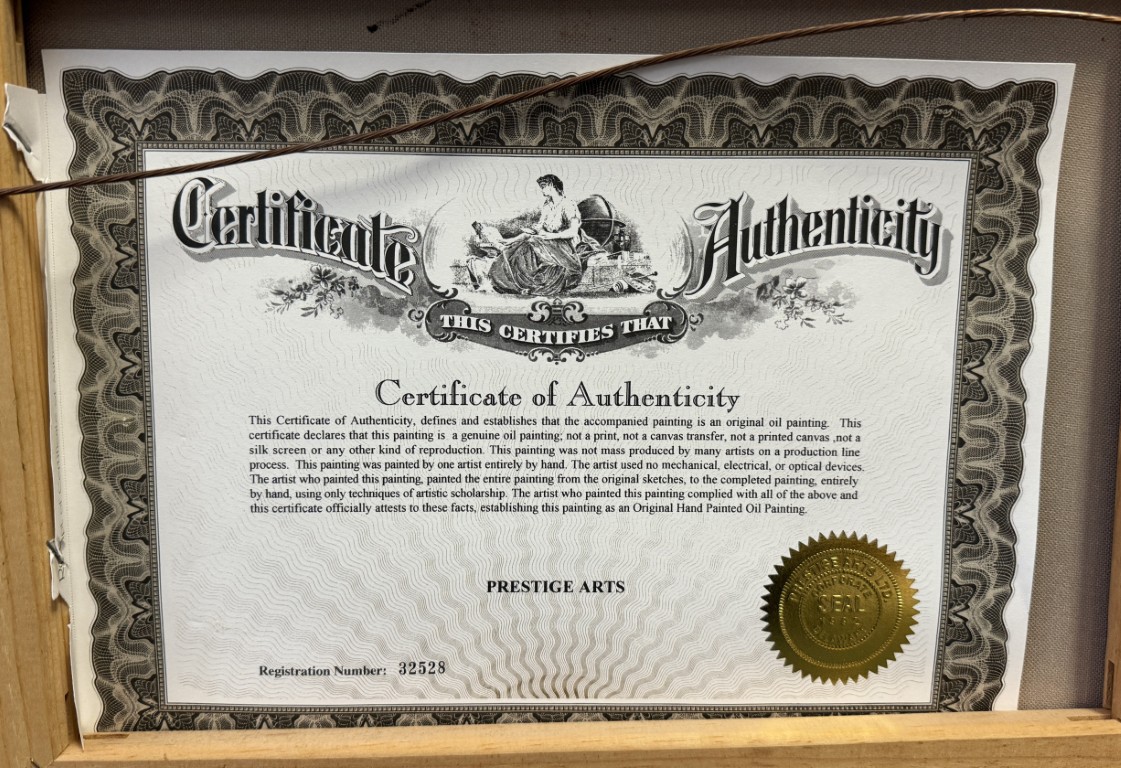 Certificate Authenticity
THIS CERTIFIES THAT
Certificate of Authenticity
This Certificate of Authenticity, defines and establishes that the accompanied painting is an original oil painting. This
certificate declares that this painting is a genuine oil painting; not a print, not a canvas transfer, not a printed canvas ,not a
silk screen or any other kind of reproduction. This painting was not mass produced by many artists on a production line
process. This painting was painted by one artist entirely by hand. The artist used no mechanical, electrical, or optical devices.
The artist who painted this painting, painted the entire painting from the original sketches, to the completed painting, entirely
by hand, using only techniques of artistic scholarship. The artist who painted this painting complied with all of the above and
this certificate officially attests to these facts, establishing this painting as an Original Hand Painted Oil Painting.
PRESTIGE ARTS
ARTS LTD.
CORPORATE
SEAL
Registration Number: 32528